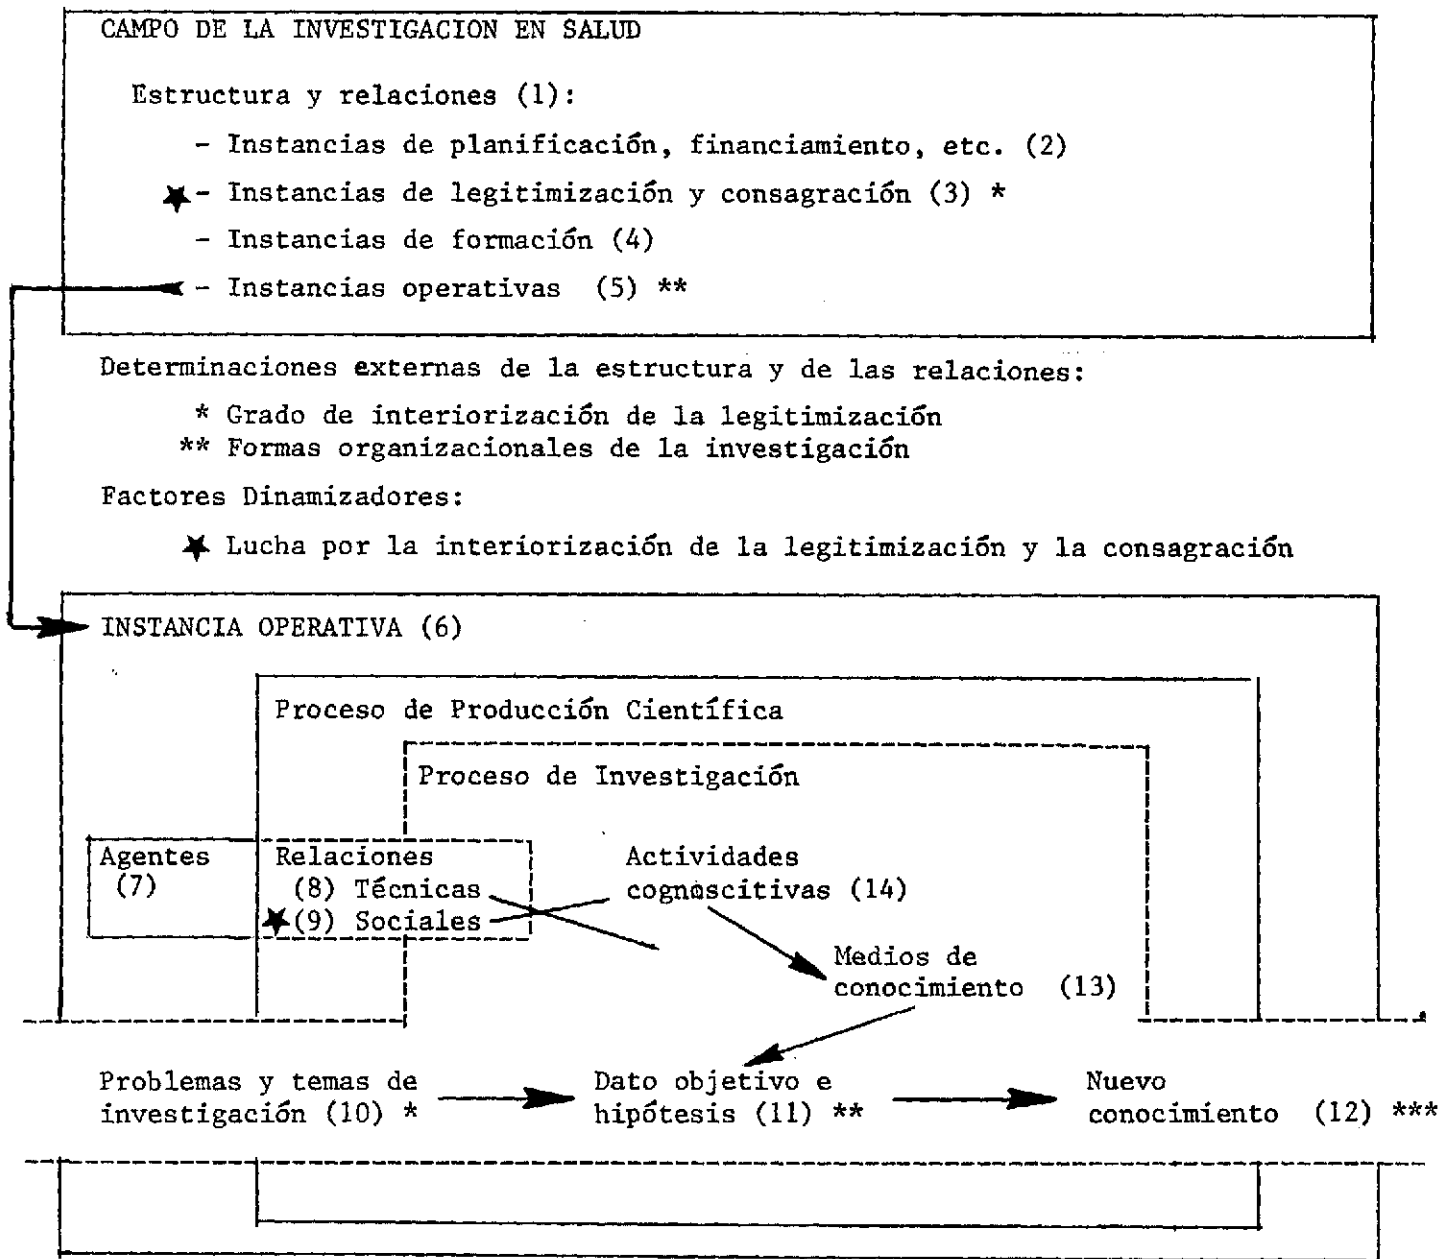 CAMPO DE LA INVESTIGACION EN SALUD
Estructura y relaciones (1):
- Instancias de planificación, financiamiento, etc. (2)
★- Instancias de legitimización y consagración (3) *
- Instancias de formación (4)
- Instancias operativas (5) **
Determinaciones externas de la estructura y de las relaciones:
* Grado de interiorización de la legitimización
** Formas organizacionales de la investigación
Factores Dinamizadores:
★ Lucha por la interiorización de la legitimización y la consagración
INSTANCIA OPERATIVA (6)
Proceso de Producción Científica
Proceso de Investigación
Agentes
(7)
Relaciones
(8) Técnicas
★(9) Sociales
Actividades
cognoscitivas (14)
Medios de
conocimiento (13)
Problemas y temas de
investigación (10) *
Dato objetivo e
hipótesis (11) **
Nuevo
conocimiento (12) ***